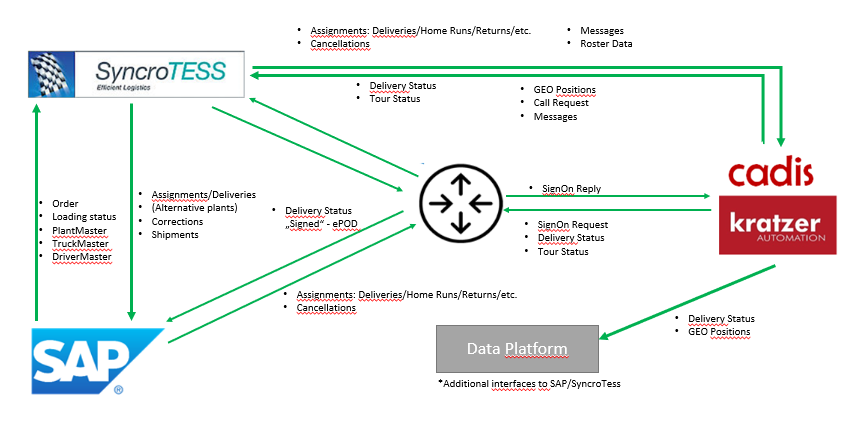 • Assignments: Deliveries/Home Runs/Returns/etc.
• Cancellations
• Messages
• Roster Data
SyncroTESS
Efficient Logistics
• Delivery Status
• Tour Status
• GEO Positions
• Call Request
• Messages
cadis
kratzer
AUTOMATION
• Order
• Loading status
• PlantMaster
• TruckMaster
• DriverMaster
• Assignments/Deliveries
(Alternative plants)
• Corrections
• Shipments
• Delivery Status
„Signed“ - ePOD
• SignOn Reply
• SignOn Request
• Delivery Status
• Tour Status
• Assignments: Deliveries/Home Runs/Returns/etc.
• Cancellations
• Delivery Status
• GEO Positions
SAP®
Data Platform
*Additional interfaces to SAP/SyncroTess